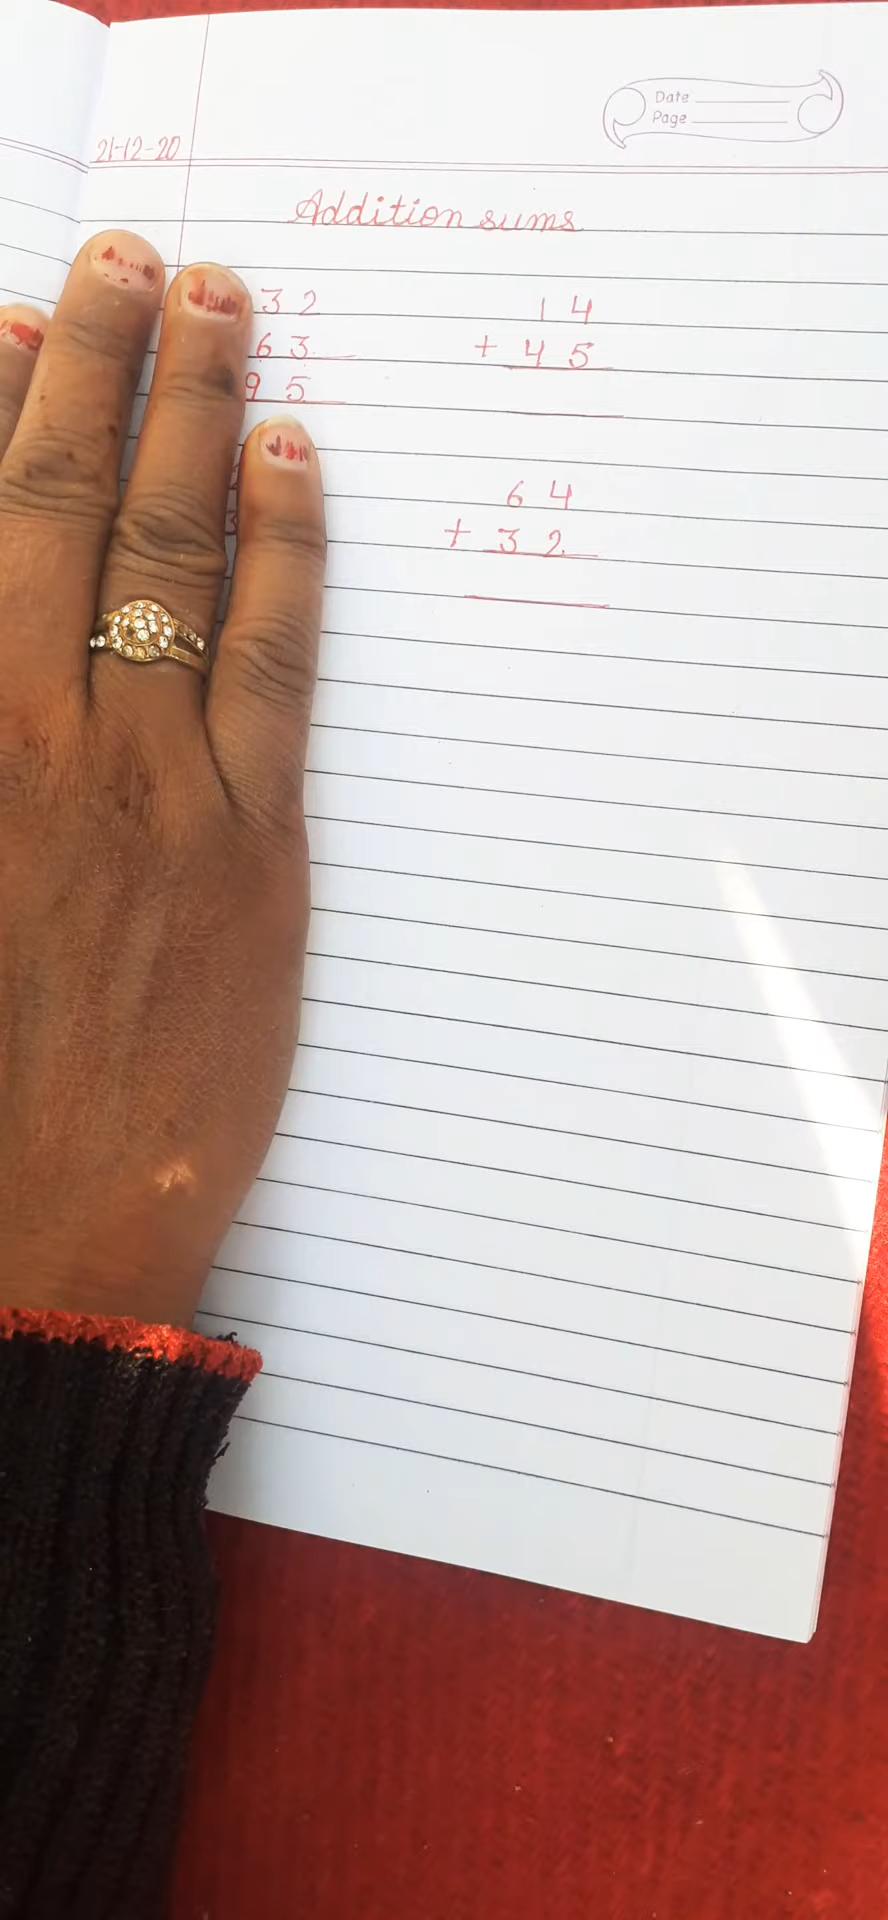 Date
Page
21-12-20
Addition sums
32 14
63 + 45
95
64
+ 32